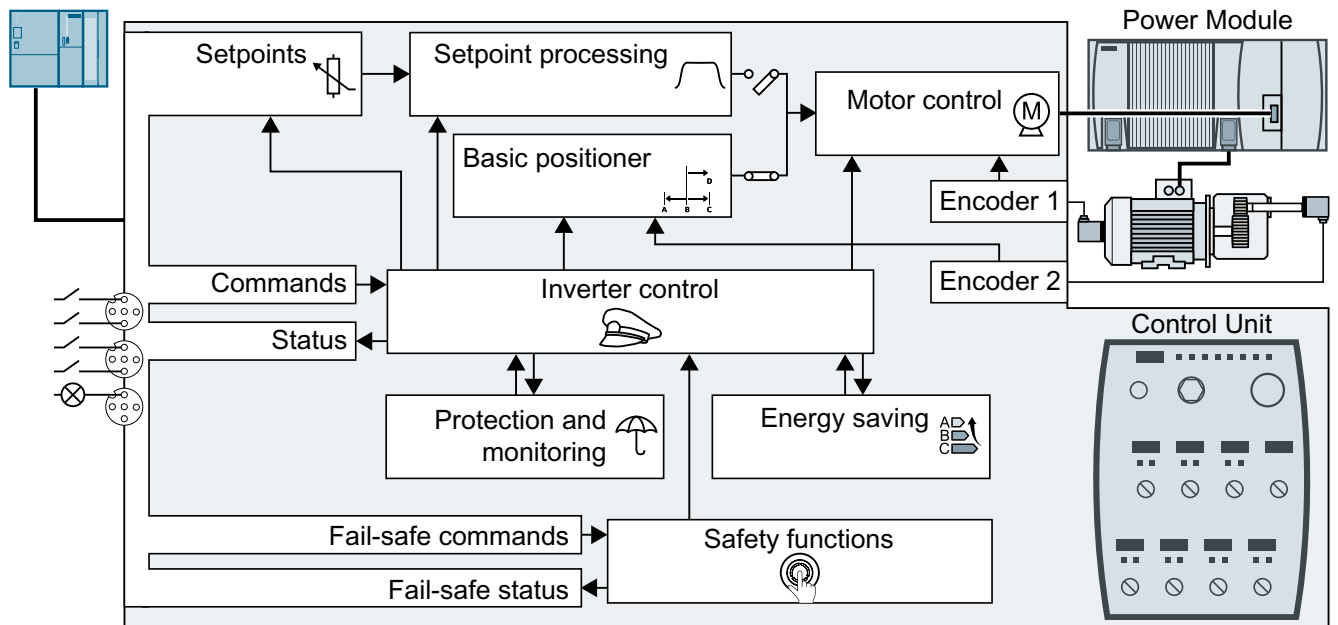 Power Module
Setpoints
Setpoint processing
Motor control
M
Basic positioner
D
A B C
Encoder 1
Encoder 2
Commands
Inverter control
Status
Control Unit
Protection and
monitoring
Energy saving
A
B
C
Fail-safe commands
Safety functions
Fail-safe status